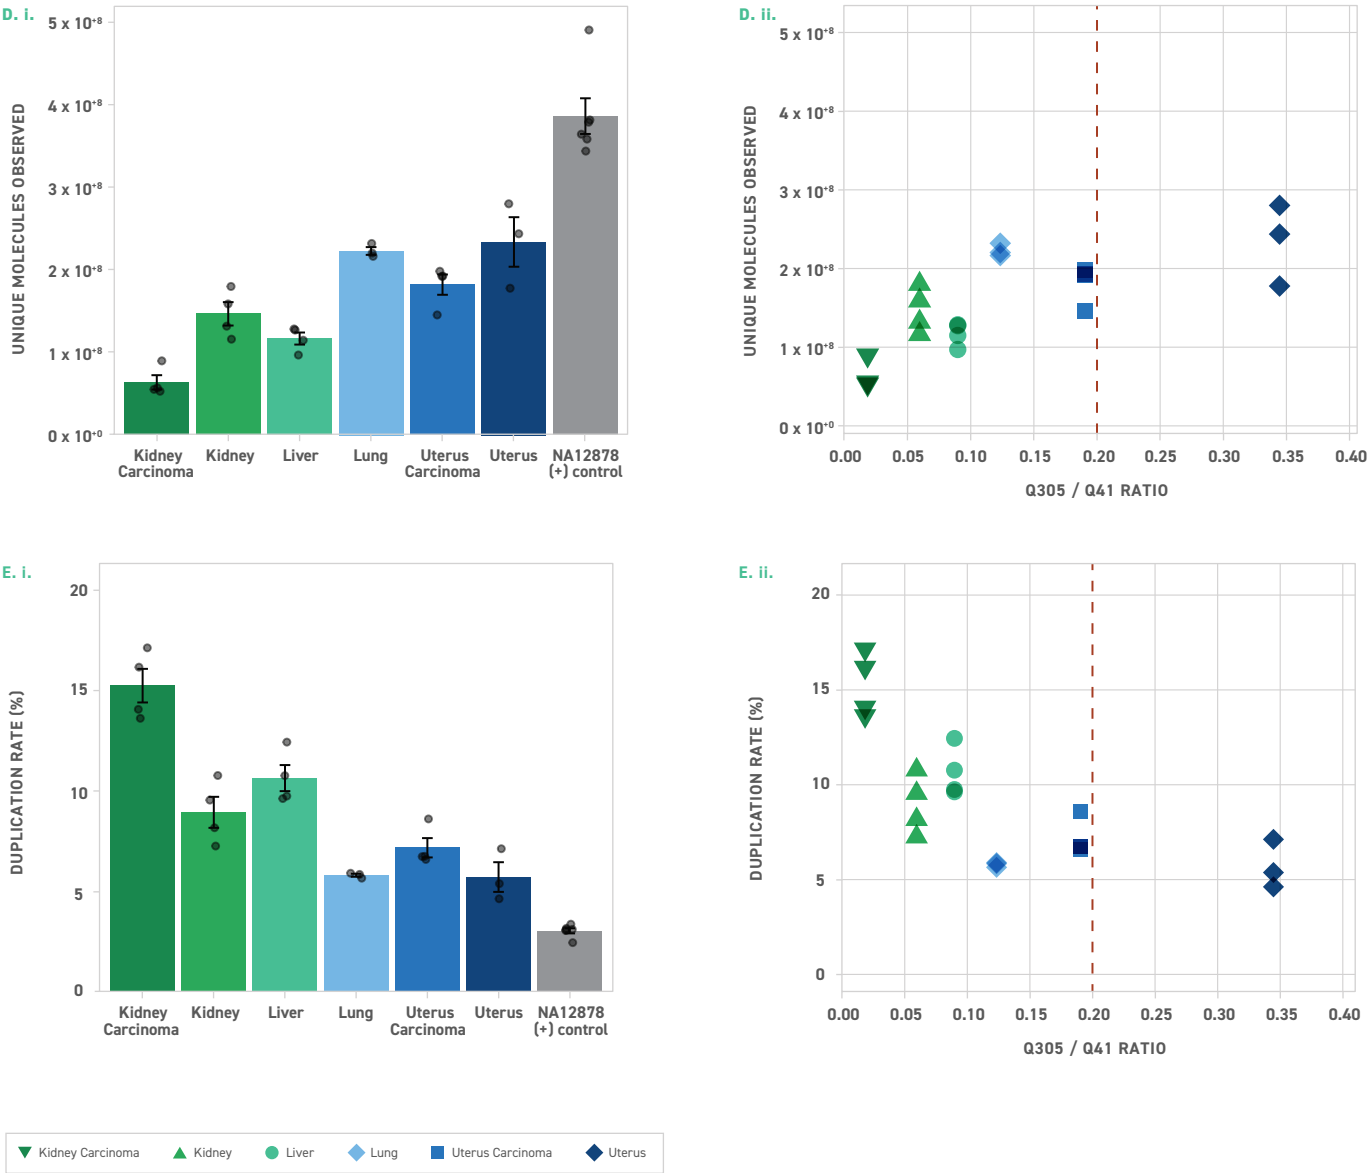 D. i.
UNIQUE MOLECULES OBSERVED
5 x 10⁺⁸
4 x 10⁺⁸
3 x 10⁺⁸
2 x 10⁺⁸
1 x 10⁺⁸
0 x 10⁺⁰
Kidney Carcinoma
Kidney
Liver
Lung
Uterus Carcinoma
Uterus
NA12878 (+) control
D. ii.
UNIQUE MOLECULES OBSERVED
5 x 10⁺⁸
4 x 10⁺⁸
3 x 10⁺⁸
2 x 10⁺⁸
1 x 10⁺⁸
0 x 10⁺⁰
0.00 0.05 0.10 0.15 0.20 0.25 0.30 0.35 0.40
Q305 / Q41 RATIO
E. i.
DUPLICATION RATE (%)
20
15
10
5
0
Kidney Carcinoma
Kidney
Liver
Lung
Uterus Carcinoma
Uterus
NA12878 (+) control
E. ii.
DUPLICATION RATE (%)
20
15
10
5
0
0.00 0.05 0.10 0.15 0.20 0.25 0.30 0.35 0.40
Q305 / Q41 RATIO
Kidney Carcinoma Kidney Liver Lung Uterus Carcinoma Uterus